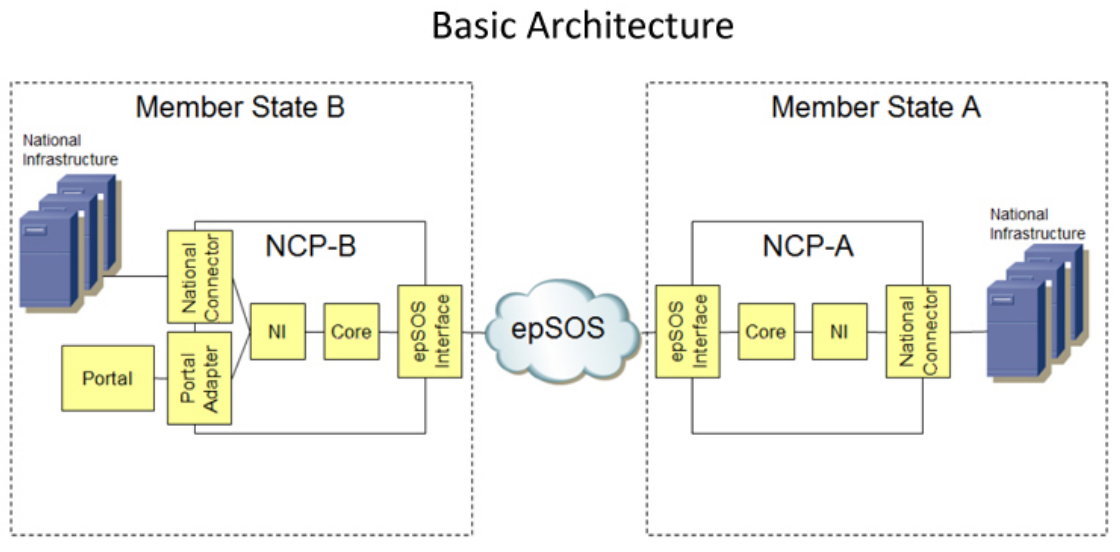 Basic Architecture
Member State B
National
Infrastructure
NCP-B
National
Connector
NI
Core
epSOS
Interface
Portal
Portal
Adapter
epSOS
Member State A
NCP-A
epSOS
Interface
Core
NI
National
Connector
National
Infrastructure